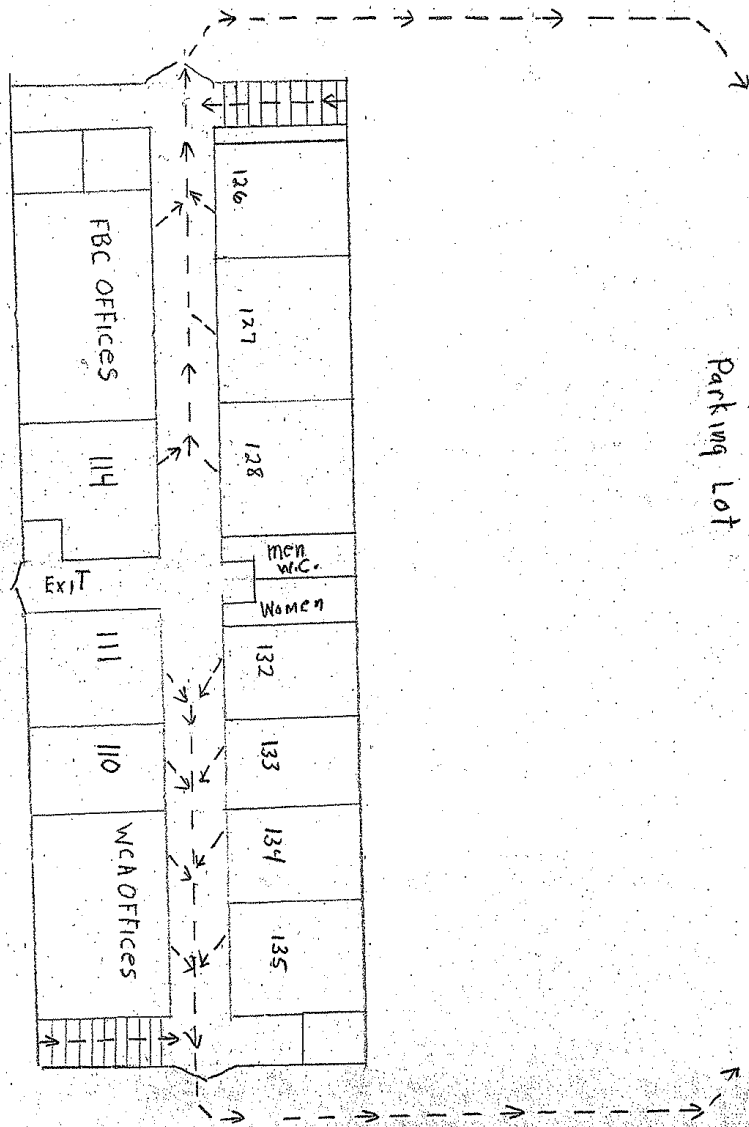 Parking Lot
126
127
128
men
W.C.
Women
132
133
134
135
FBC OFFices
114
ExiT
111
110
WCA OFFices